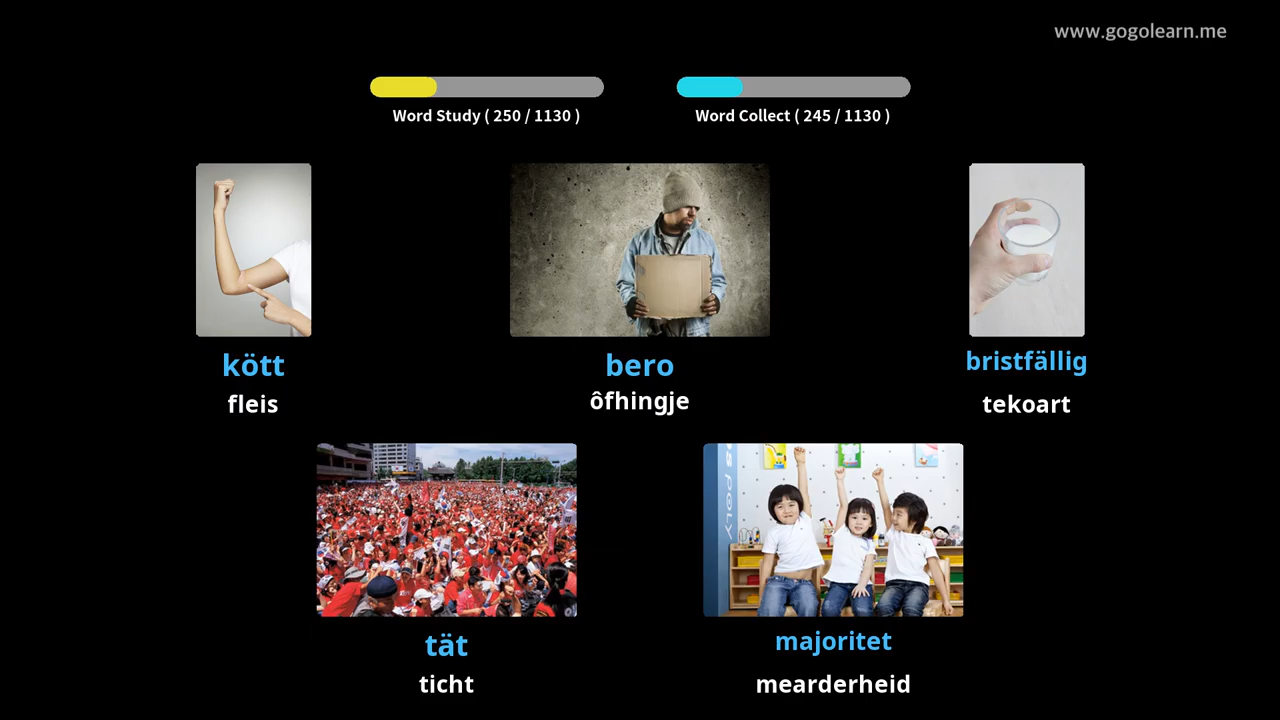 www.gogolearn.me
Word Study ( 250 / 1130 )
Word Collect ( 245 / 1130 )
kött
bero
bristfällig
fleis
ôfhingje
tekoart
tät
majoritet
ticht
mearderheid